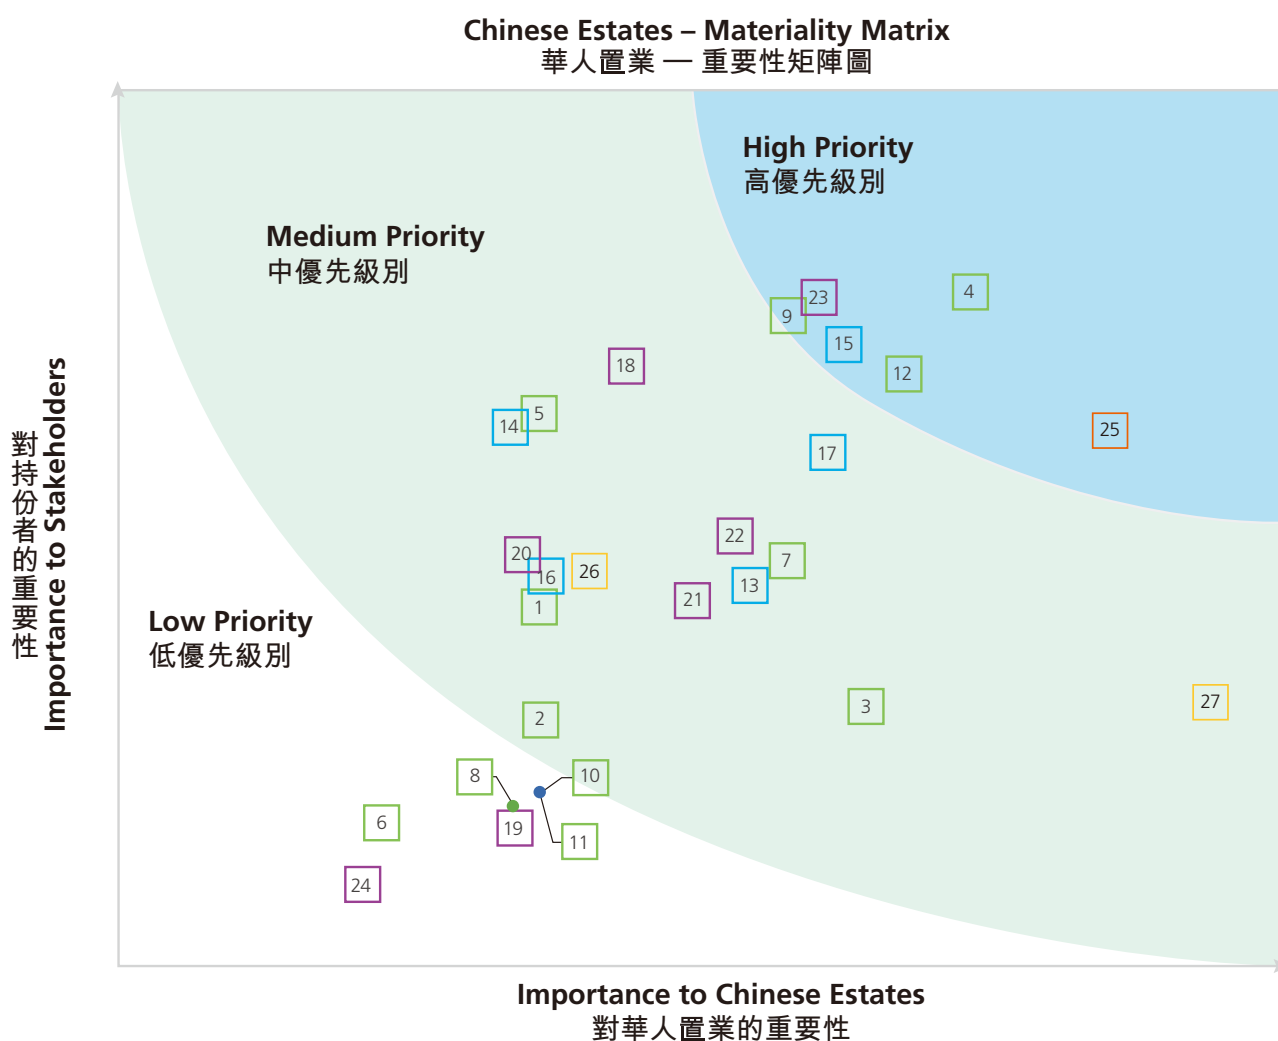 Chinese Estates – Materiality Matrix
華人置業 — 重要性矩陣圖
High Priority
高優先級別
Medium Priority
中優先級別
Low Priority
低優先級別
4
23
9
15
18
12
5
14
25
17
22
20
7
26
16
13
21
1
27
3
2
8
10
6
19
11
24
對持份者的重要性
Importance to Stakeholders
Importance to Chinese Estates
對華人置業的重要性